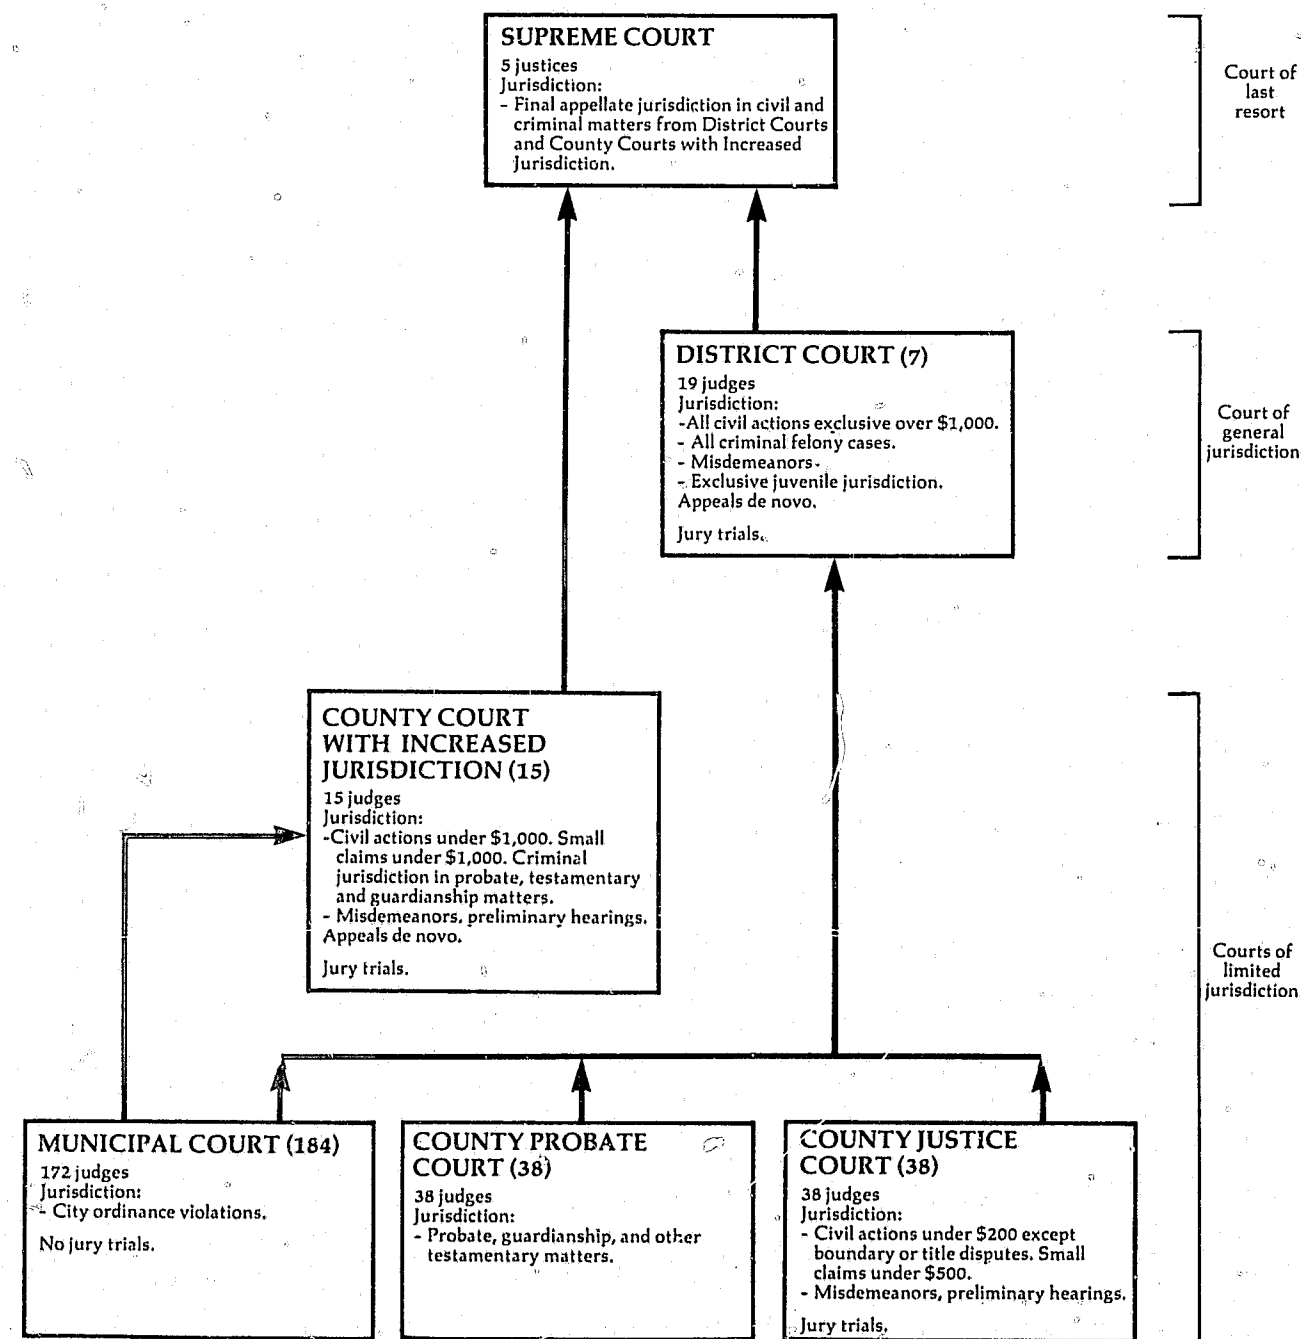 SUPREME COURT
5 justices
Jurisdiction:
- Final appellate jurisdiction in civil and
criminal matters from District Courts
and County Courts with Increased
Jurisdiction.
Court of
last
resort
DISTRICT COURT (7)
19 judges
Jurisdiction:
-All civil actions exclusive over $1,000.
- All criminal felony cases.
- Misdemeanors.
- Exclusive juvenile jurisdiction.
Appeals de novo.
Jury trials.
Court of
general
jurisdiction
COUNTY COURT
WITH INCREASED
JURISDICTION (15)
15 judges
Jurisdiction:
-Civil actions under $1,000. Small
claims under $1,000. Criminal
jurisdiction in probate, testamentary
and guardianship matters.
- Misdemeanors, preliminary hearings.
Appeals de novo.
Jury trials.
Courts of
limited
jurisdiction
MUNICIPAL COURT (184)
172 judges
Jurisdiction:
- City ordinance violations.
No jury trials.
COUNTY PROBATE
COURT (38)
38 judges
Jurisdiction:
- Probate, guardianship, and other
testamentary matters.
COUNTY JUSTICE
COURT (38)
38 judges
Jurisdiction:
- Civil actions under $200 except
boundary or title disputes. Small
claims under $500.
- Misdemeanors, preliminary hearings.
Jury trials.